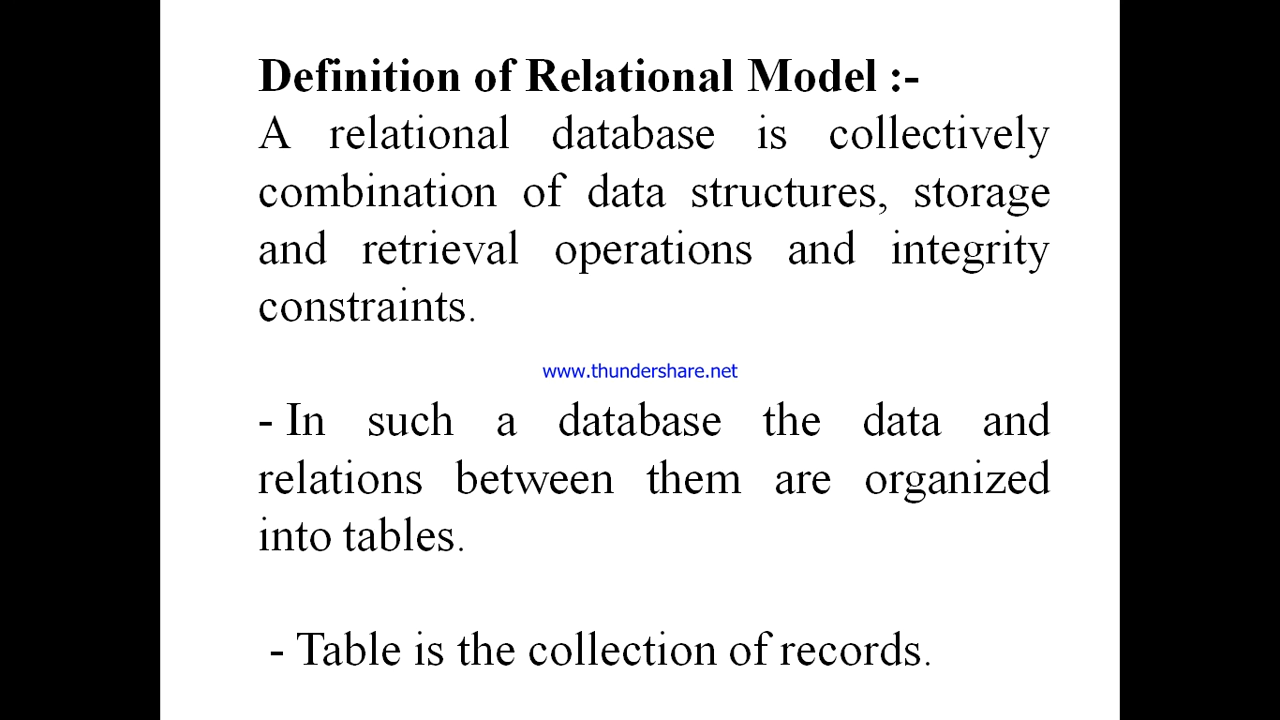 Definition of Relational Model :-
A relational database is collectively
combination of data structures, storage
and retrieval operations and integrity
constraints.
www.thundershare.net
- In such a database the data and
relations between them are organized
into tables.
- Table is the collection of records.